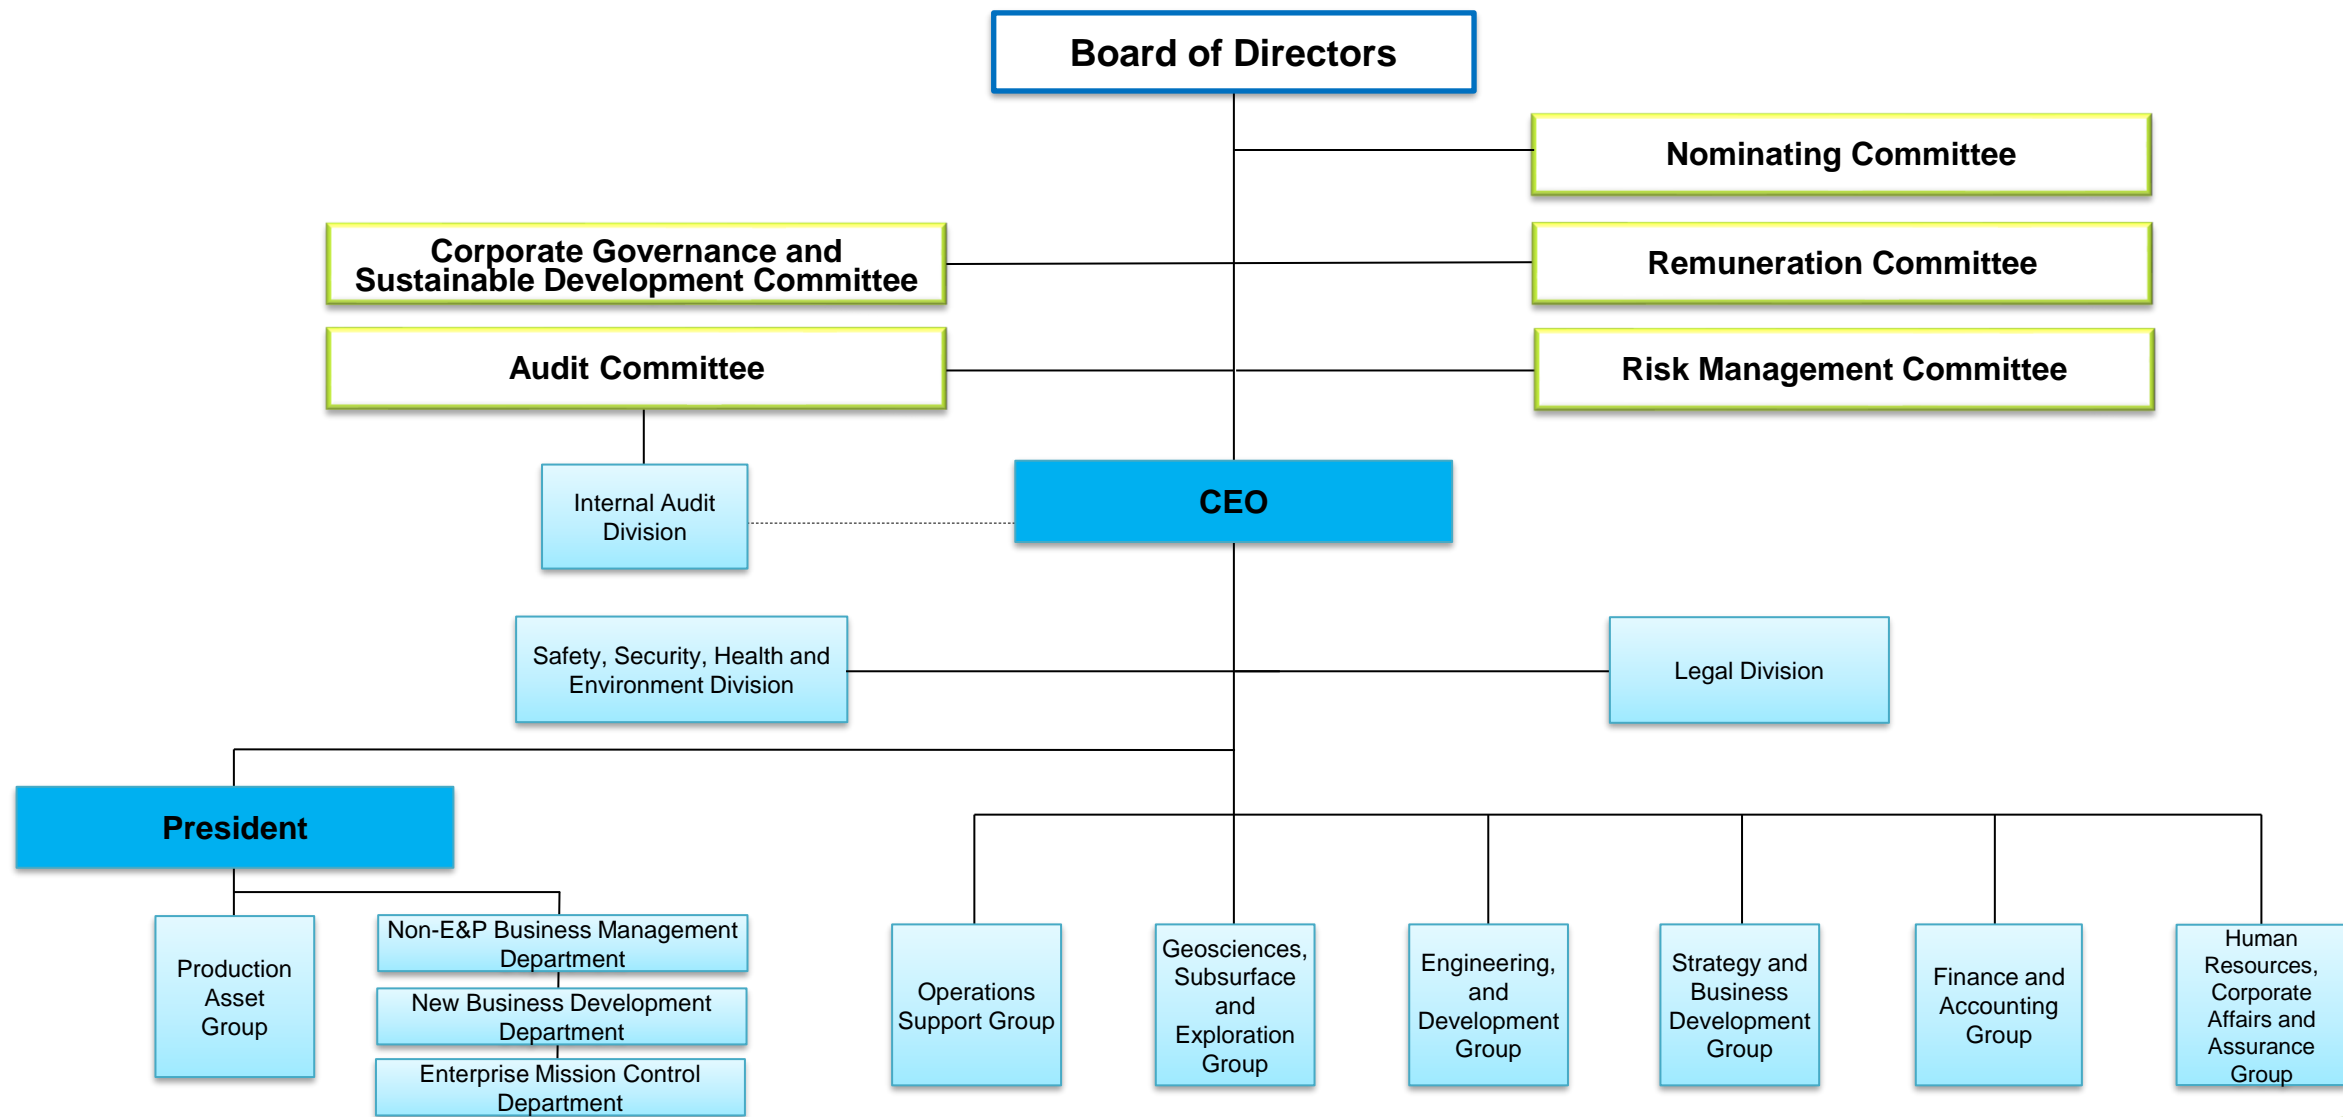 Board of Directors
Nominating Committee
Corporate Governance and
Sustainable Development Committee
Remuneration Committee
Audit Committee
Risk Management Committee
Internal Audit
Division
CEO
Safety, Security, Health and
Environment Division
Legal Division
President
Production
Asset
Group
Non-E&P Business Management
Department
New Business Development
Department
Enterprise Mission Control
Department
Operations
Support Group
Geosciences,
Subsurface
and
Exploration
Group
Engineering,
and
Development
Group
Strategy and
Business
Development
Group
Finance and
Accounting
Group
Human
Resources,
Corporate
Affairs and
Assurance
Group